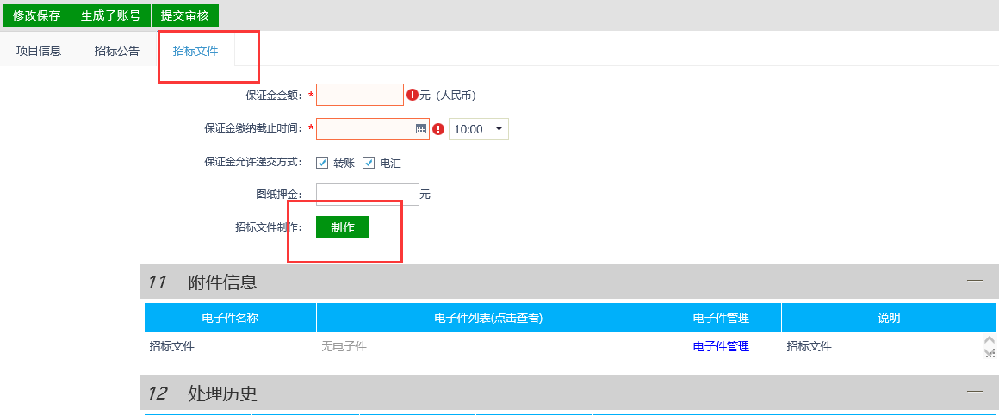 修改保存 生成子账号 提交审核
项目信息 招标公告 招标文件
保证金金额： * 元（人民币）
保证金缴纳截止时间： * 10:00
保证金允许递交方式： 转账 电汇
图纸押金： 元
招标文件制作： 制作
11 附件信息
电子件名称 电子件列表(点击查看) 电子件管理 说明
招标文件 无电子件 电子件管理 招标文件
12 处理历史